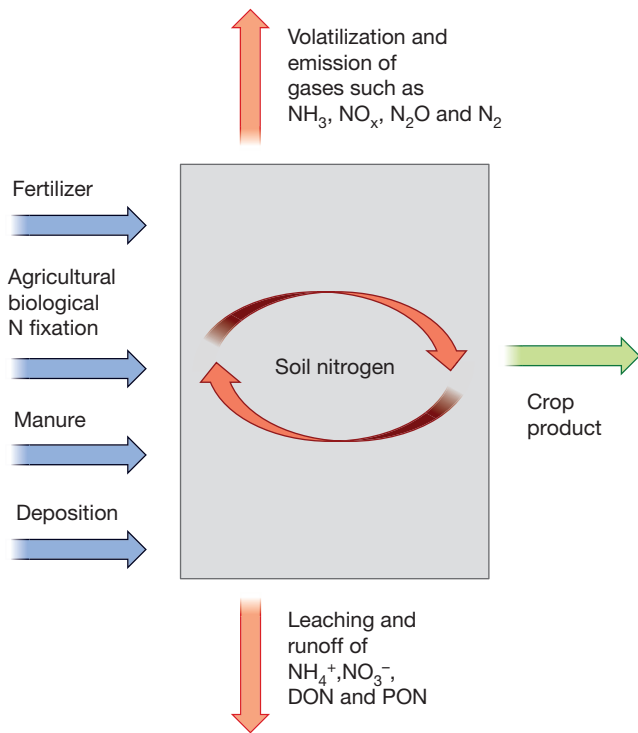 Volatilization and
emission of
gases such as
NH₃, NOₓ, N₂O and N₂
Fertilizer
Agricultural
biological
N fixation
Manure
Deposition
Soil nitrogen
Crop
product
Leaching and
runoff of
NH₄⁺,NO₃⁻,
DON and PON